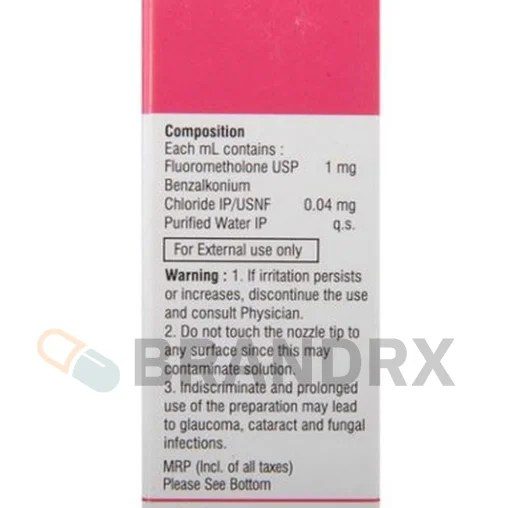 Composition
Each mL contains :
Fluorometholone USP 1 mg
Benzalkonium
Chloride IP/USNF 0.04 mg
Purified Water IP q.s.
For External use only
Warning : 1. If irritation persists
or increases, discontinue the use
and consult Physician.
2. Do not touch the nozzle tip to
any surface since this may
contaminate solution.
BRANDRX
3. Indiscriminate and prolonged
use of the preparation may lead
to glaucoma, cataract and fungal
infections.
MRP (Incl. of all taxes)
Please See Bottom